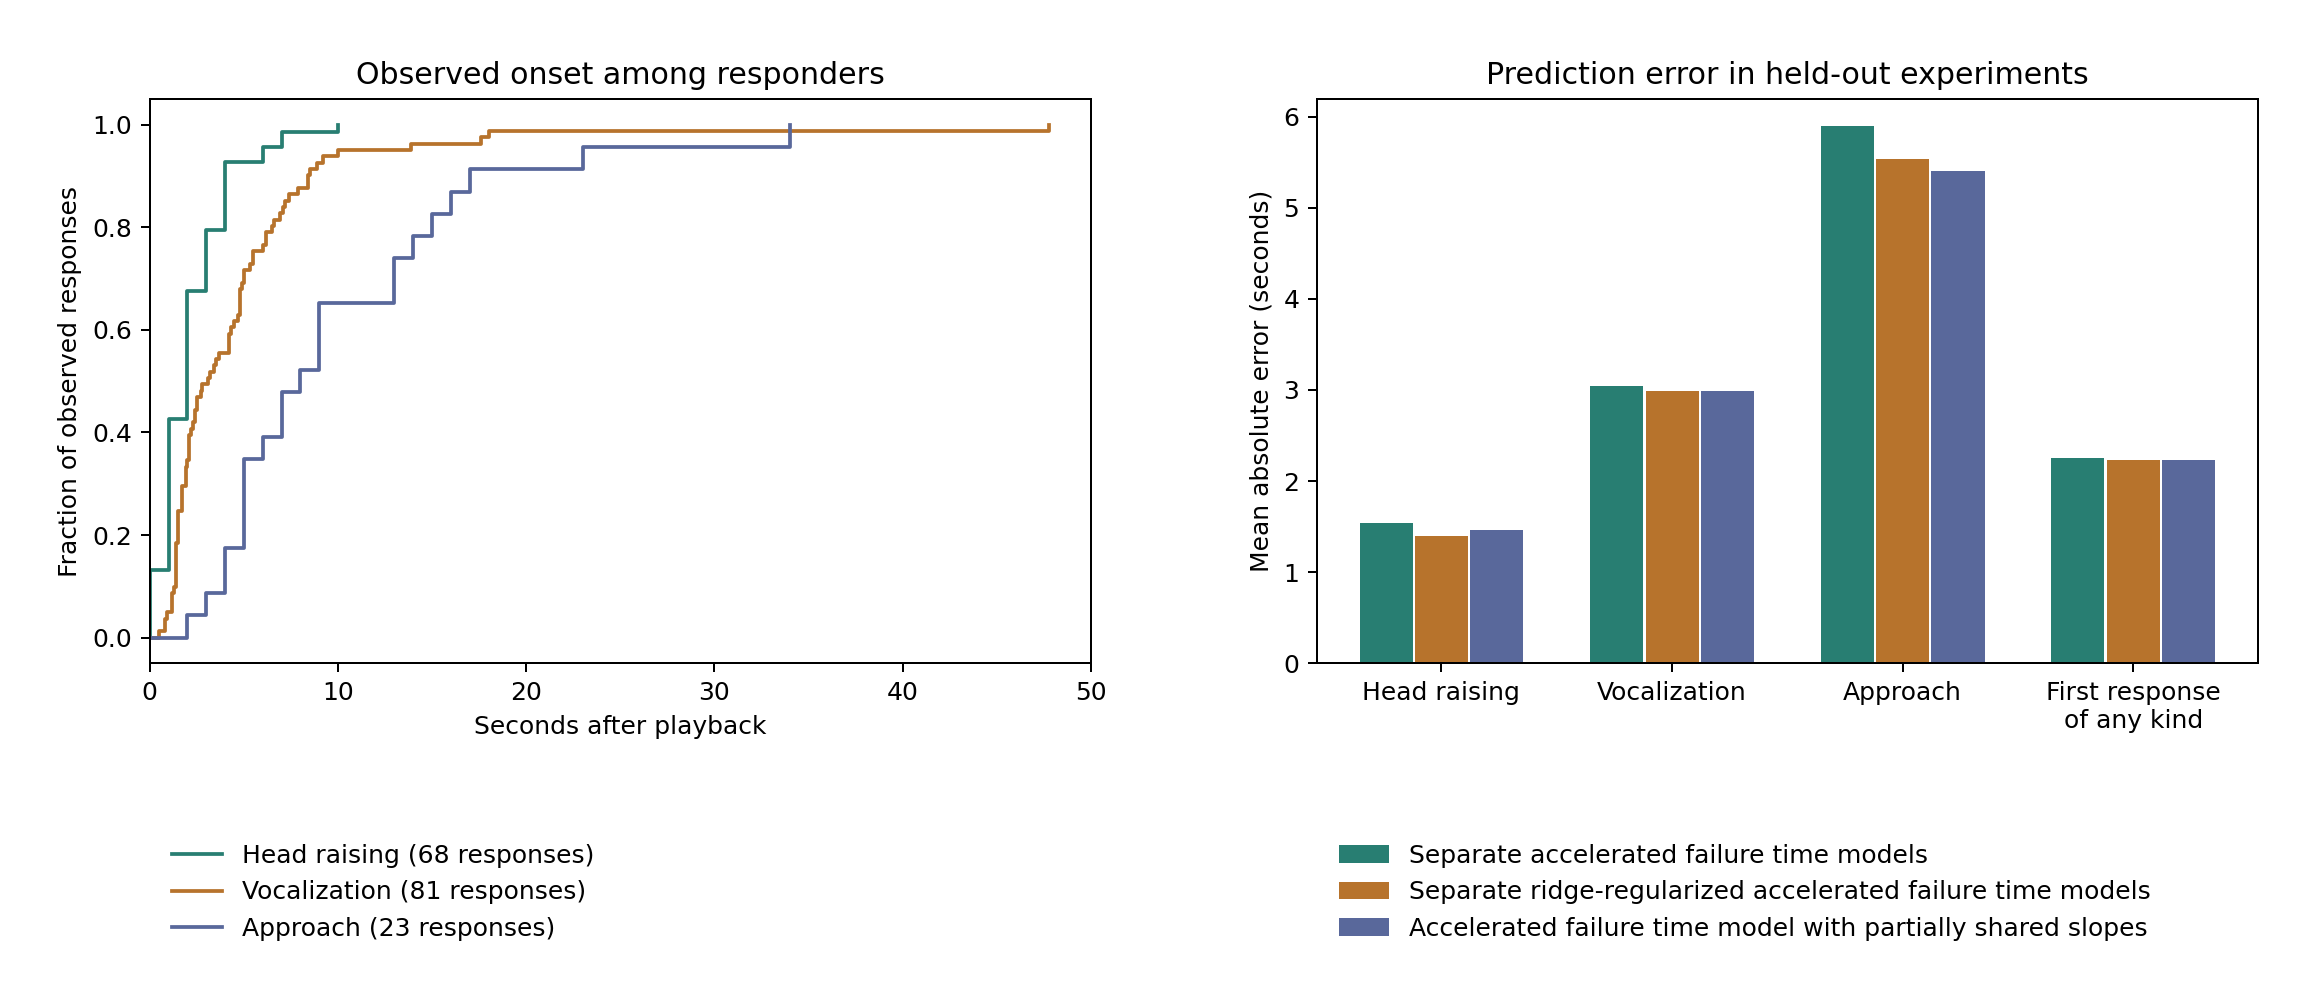 Observed onset among responders
Fraction of observed responses
1.0
0.8
0.6
0.4
0.2
0.0
0 10 20 30 40 50
Seconds after playback
Head raising (68 responses)
Vocalization (81 responses)
Approach (23 responses)
Prediction error in held-out experiments
Mean absolute error (seconds)
6
5
4
3
2
1
0
Head raising Vocalization Approach First response
of any kind
Separate accelerated failure time models
Separate ridge-regularized accelerated failure time models
Accelerated failure time model with partially shared slopes